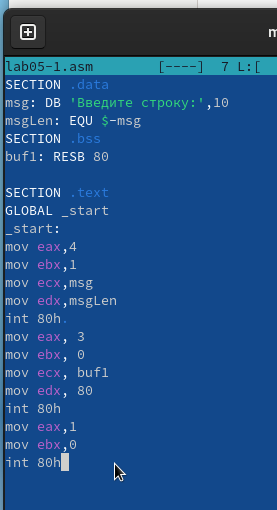 m
lab05-1.asm [----] 7 L:[
SECTION .data
msg: DB 'Введите строку:',10
msgLen: EQU $-msg
SECTION .bss
buf1: RESB 80
SECTION .text
GLOBAL _start
_start:
mov eax,4
mov ebx,1
mov ecx,msg
mov edx,msgLen
int 80h
mov eax, 3
mov ebx, 0
mov ecx, buf1
mov edx, 80
int 80h
mov eax,1
mov ebx,0
int 80h